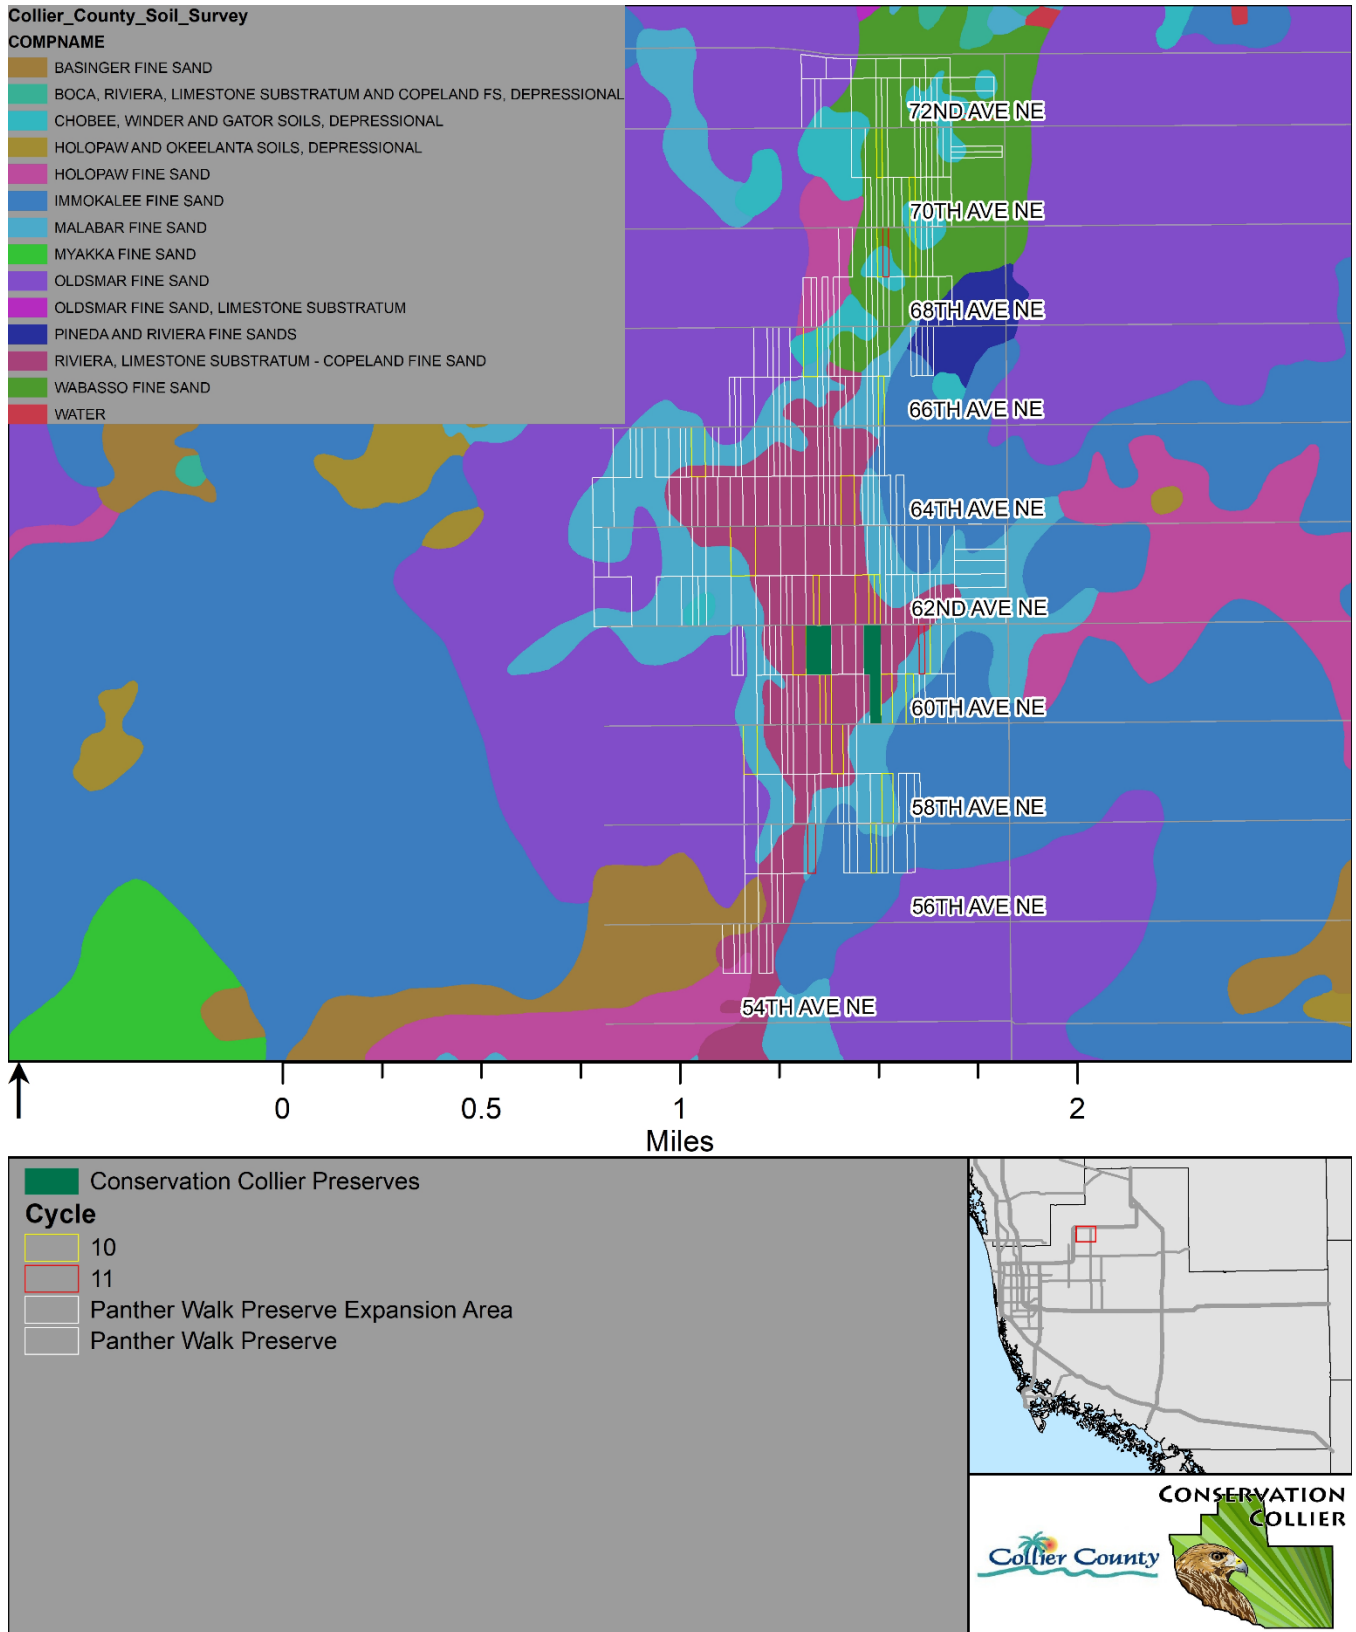 Collier_County_Soil_Survey
COMPNAME
BASINGER FINE SAND
BOCA, RIVIERA, LIMESTONE SUBSTRATUM AND COPELAND FS, DEPRESSIONAL
CHOBEE, WINDER AND GATOR SOILS, DEPRESSIONAL
HOLOPAW AND OKEELANTA SOILS, DEPRESSIONAL
HOLOPAW FINE SAND
IMMOKALEE FINE SAND
MALABAR FINE SAND
MYAKKA FINE SAND
OLDSMAR FINE SAND
OLDSMAR FINE SAND, LIMESTONE SUBSTRATUM
PINEDA AND RIVIERA FINE SANDS
RIVIERA, LIMESTONE SUBSTRATUM - COPELAND FINE SAND
WABASSO FINE SAND
WATER
72ND AVE NE
70TH AVE NE
68TH AVE NE
66TH AVE NE
64TH AVE NE
62ND AVE NE
60TH AVE NE
58TH AVE NE
56TH AVE NE
54TH AVE NE
0 0.5 1 2
Miles
Conservation Collier Preserves
Cycle
10
11
Panther Walk Preserve Expansion Area
Panther Walk Preserve
CONSERVATION
COLLIER
Collier County